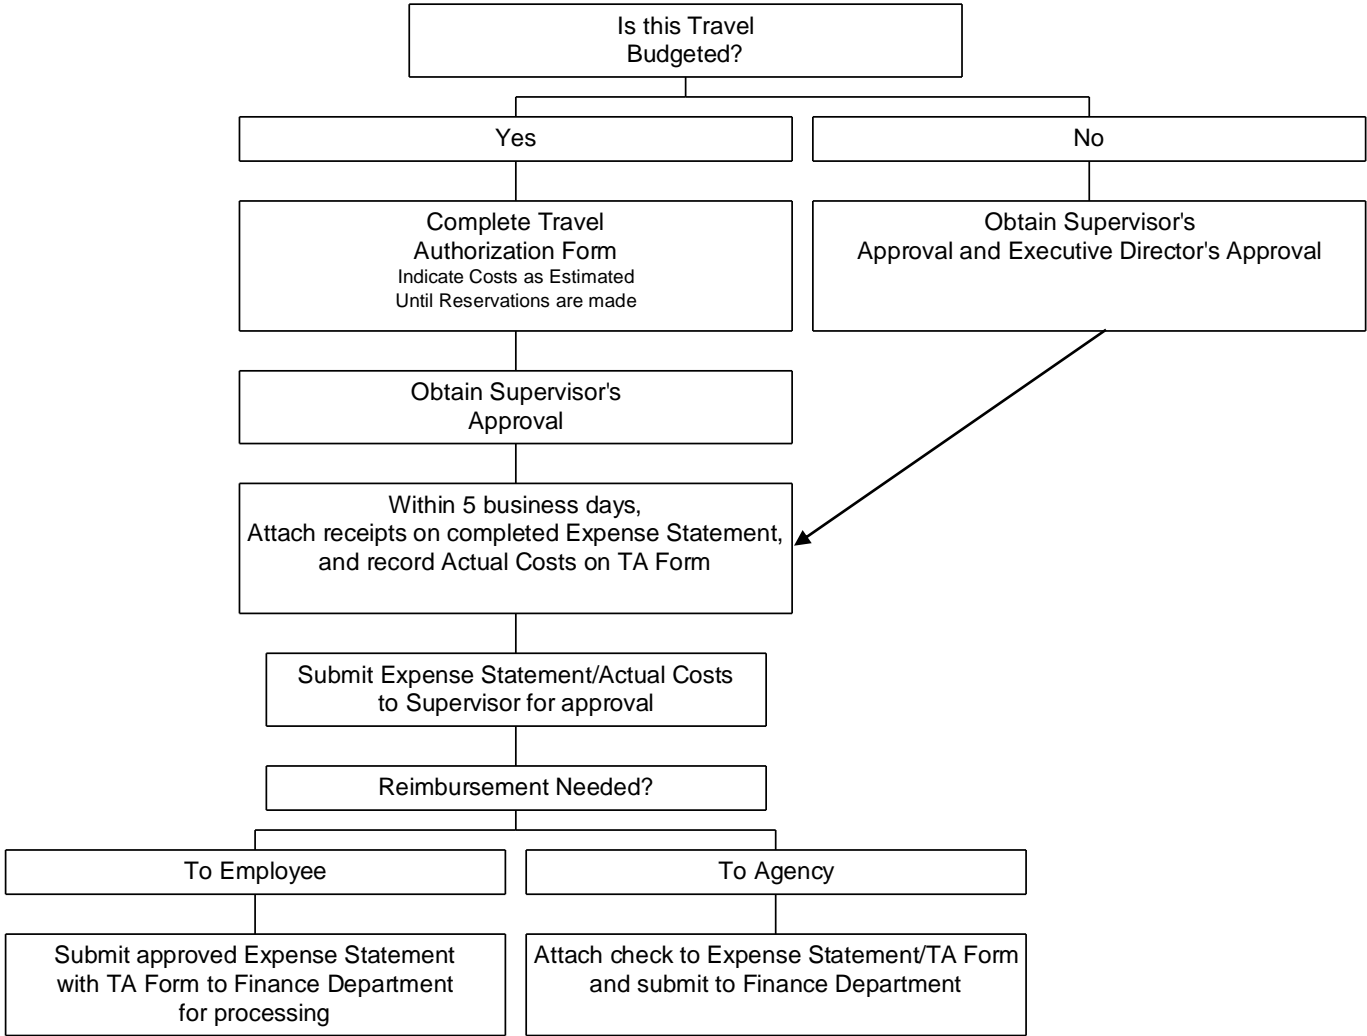 Is this Travel
Budgeted?
Yes
No
Complete Travel
Authorization Form
Indicate Costs as Estimated
Until Reservations are made
Obtain Supervisor's
Approval and Executive Director's Approval
Obtain Supervisor's
Approval
Within 5 business days,
Attach receipts on completed Expense Statement,
and record Actual Costs on TA Form
Submit Expense Statement/Actual Costs
to Supervisor for approval
Reimbursement Needed?
To Employee
To Agency
Submit approved Expense Statement
with TA Form to Finance Department
for processing
Attach check to Expense Statement/TA Form
and submit to Finance Department